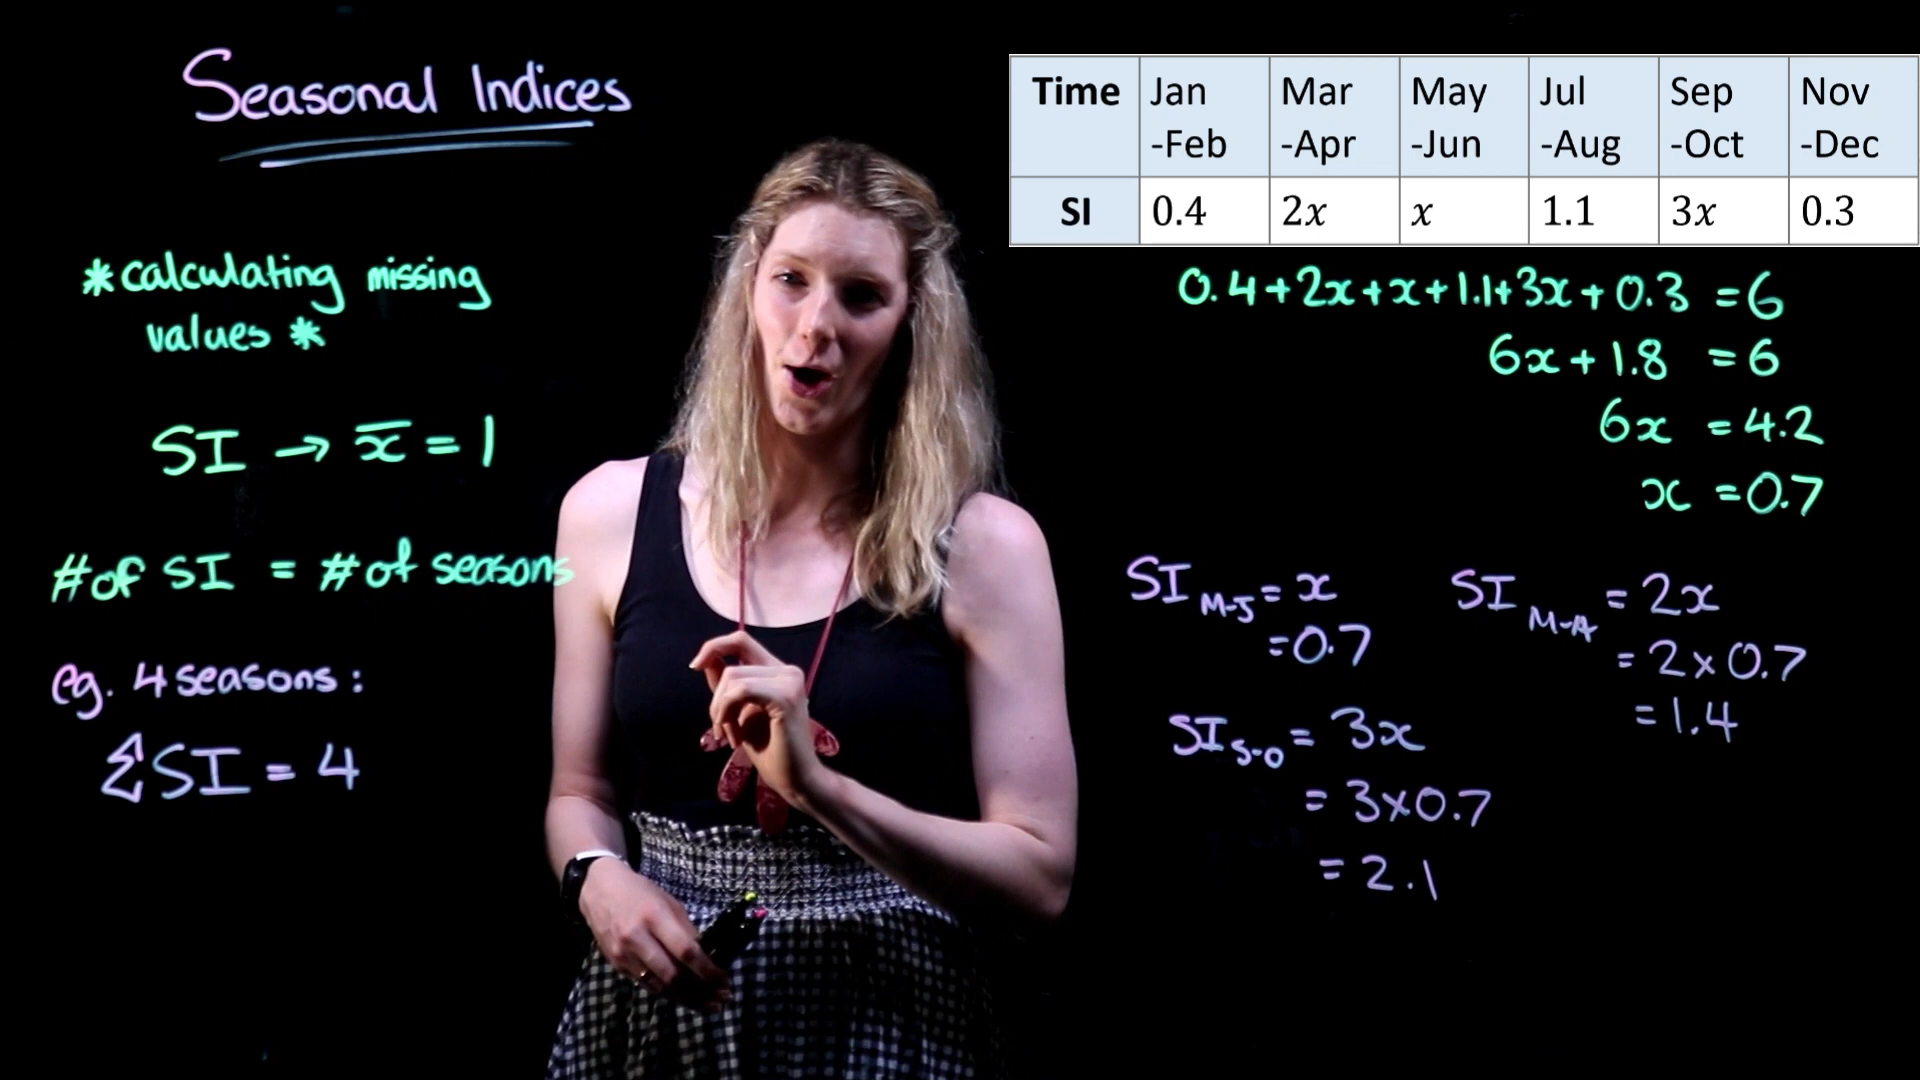 Seasonal Indices
*calculating missing
values *
SI → x̄ = 1
# of SI = # of seasons
eg. 4 seasons:
ΣSI = 4
Time Jan -Feb Mar -Apr May -Jun Jul -Aug Sep -Oct Nov -Dec
SI 0.4 2x x 1.1 3x 0.3
0.4+2x+x+1.1+3x+0.3 = 6
6x + 1.8 = 6
6x = 4.2
x = 0.7
SI M-J = x
= 0.7
SI M-A = 2x
= 2 x 0.7
= 1.4
SI S-O = 3x
= 3x0.7
= 2.1